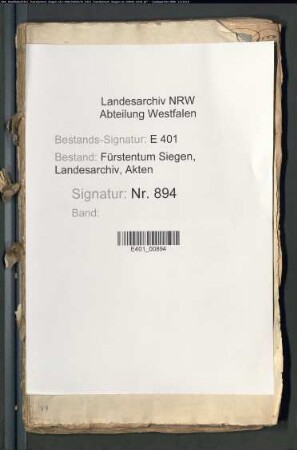 Landesarchiv NRW
Abteilung Westfalen
Bestands-Signatur: E 401
Bestand: Fürstentum Siegen,
Landesarchiv, Akten
Signatur: Nr. 894
Band:
E401_00894